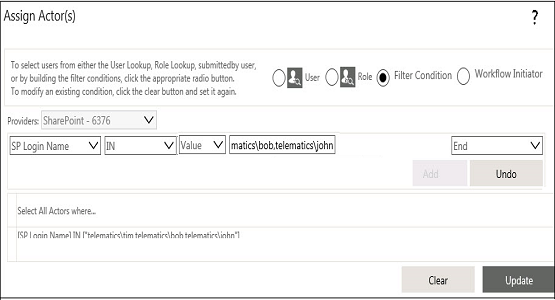 Assign Actor(s)
?
To select users from either the User Lookup, Role Lookup, submittedby user,
or by building the filter conditions, click the appropriate radio button.
To modify an existing condition, click the clear button and set it again.
User Role Filter Condition Workflow Initiator
Providers: SharePoint - 6376
SP Login Name IN Value matics\bob,telematics\john End
Add Undo
Select All Actors where...
[SP Login Name] IN ["telematics\tim,telematics\bob,telematics\john"]
Clear Update